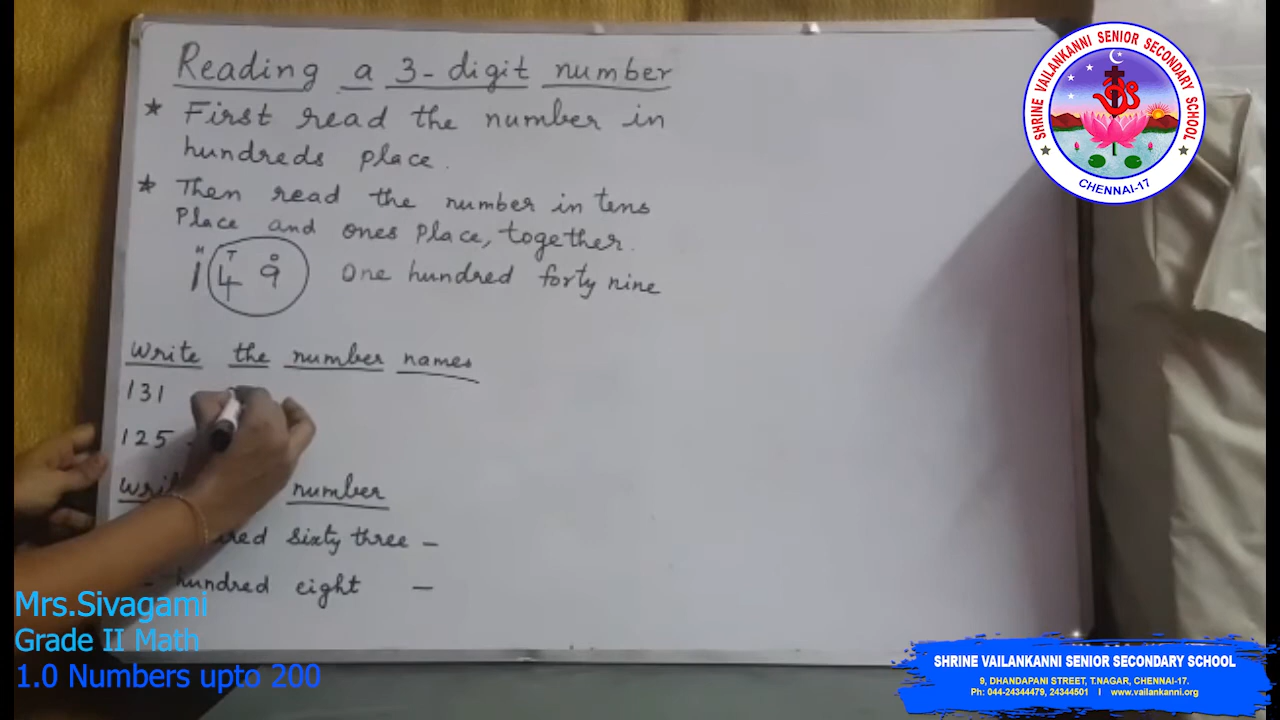 Reading a 3-digit number
* First read the number in
hundreds place.
* Then read the number in tens
Place and ones place, together.
H T O
1 4 9 One hundred forty nine
Write the number names
131
125 -
number
sixty three -
hundred eight -
Mrs.Sivagami
Grade II Math
1.0 Numbers upto 200
SHRINE VAILANKANNI SENIOR SECONDARY SCHOOL
CHENNAI-17
SHRINE VAILANKANNI SENIOR SECONDARY SCHOOL
9, DHANDAPANI STREET, T.NAGAR, CHENNAI-17.
Ph: 044-24344479, 24344501 I www.vailankanni.org